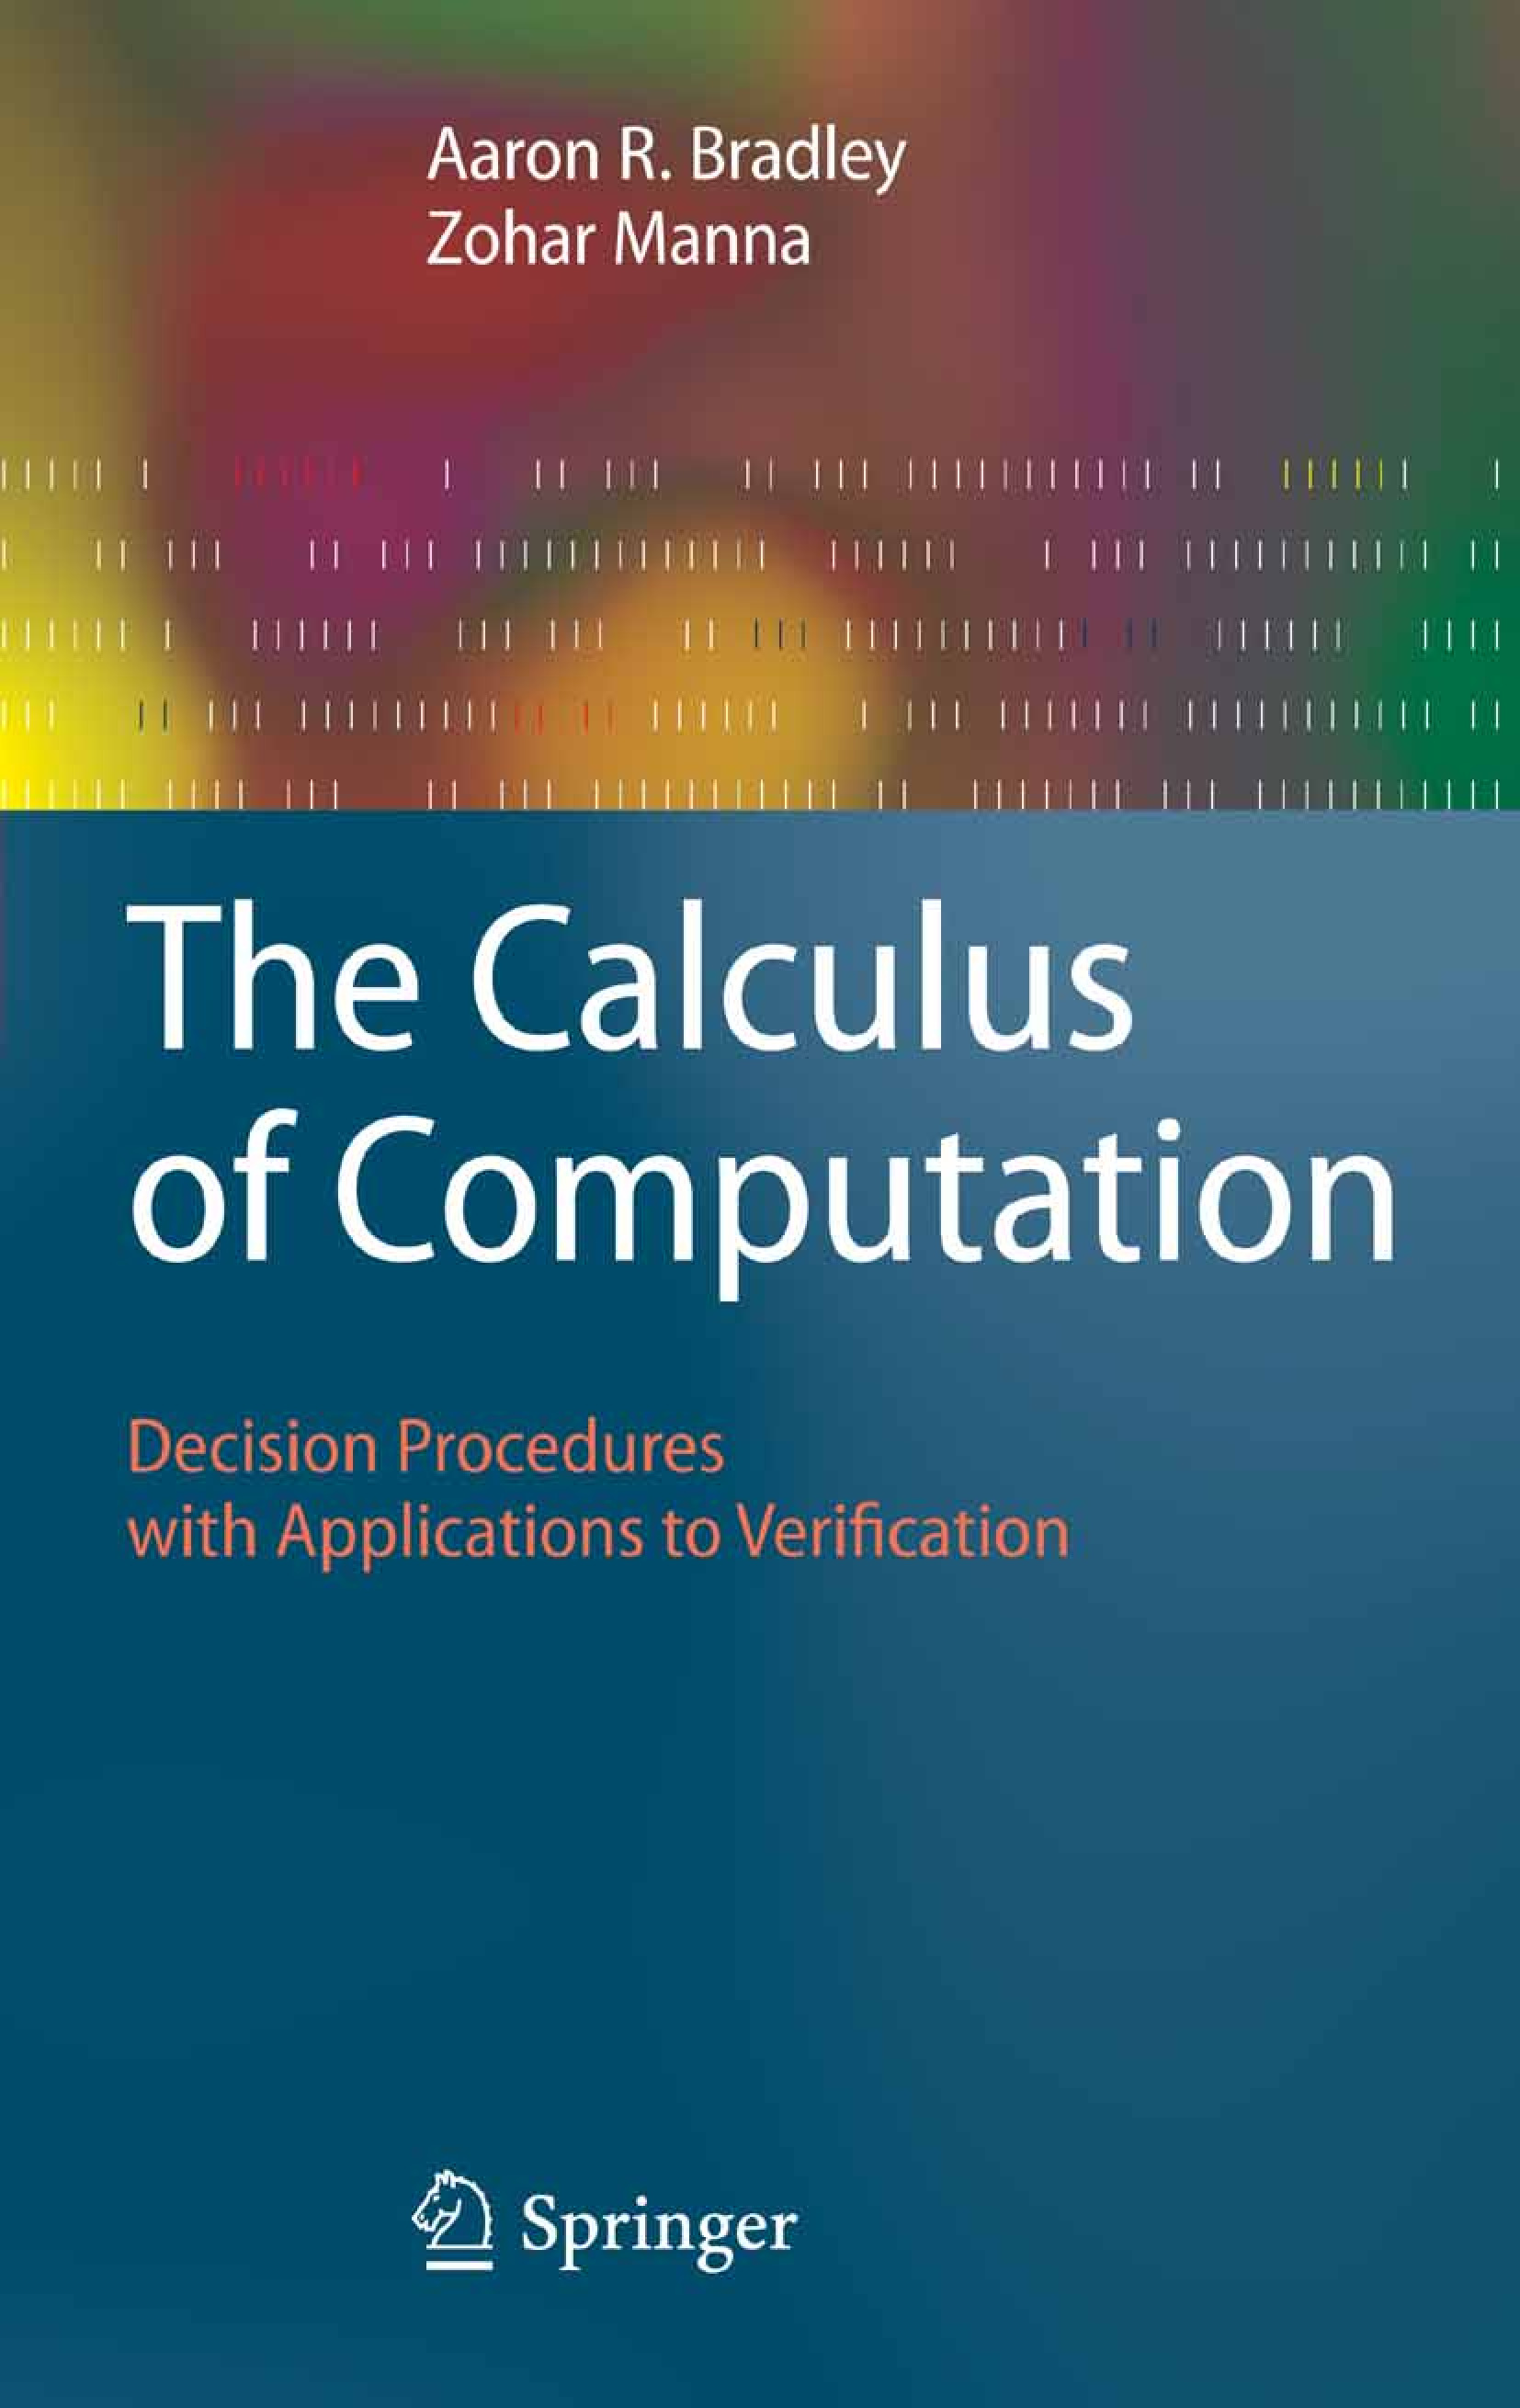 Aaron R. Bradley
Zohar Manna
The Calculus
of Computation
Decision Procedures
with Applications to Verification
Springer